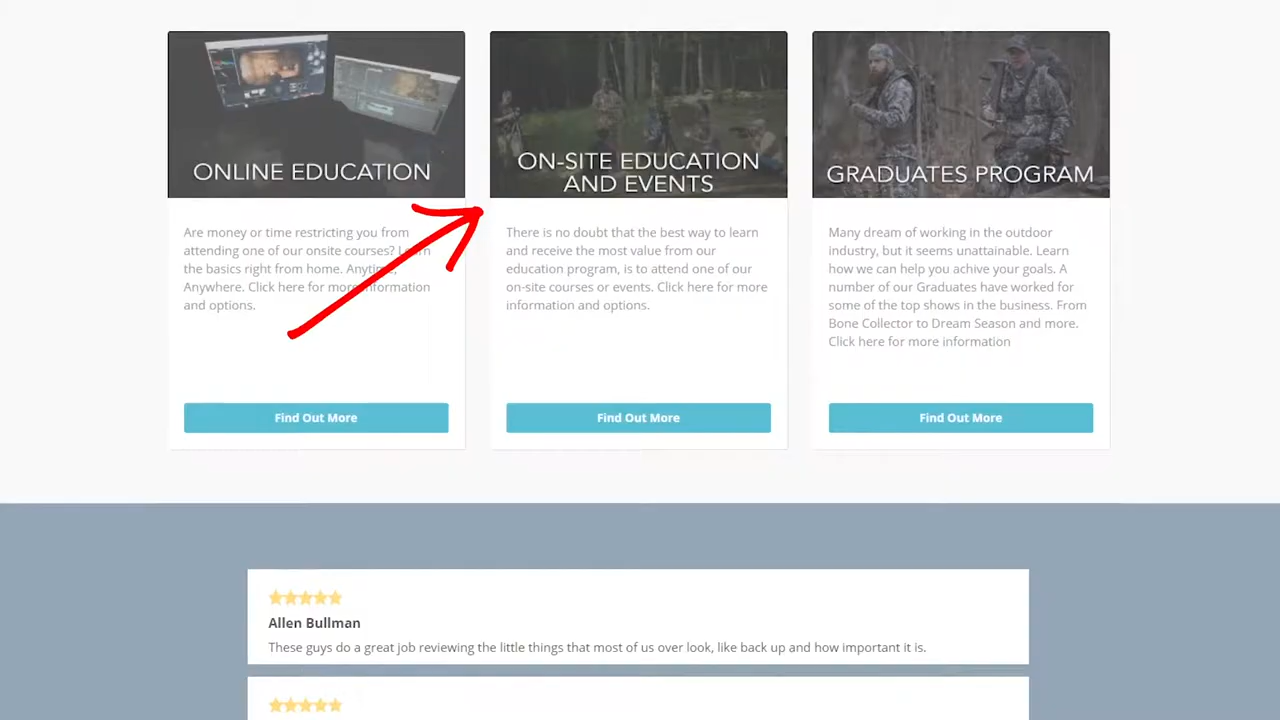 ONLINE EDUCATION
Are money or time restricting you from
attending one of our onsite courses? Learn
the basics right from home. Anytime,
Anywhere. Click here for more information
and options.
Find Out More
ON-SITE EDUCATION
AND EVENTS
There is no doubt that the best way to learn
and receive the most value from our
education program, is to attend one of our
on-site courses or events. Click here for more
information and options.
Find Out More
GRADUATES PROGRAM
Many dream of working in the outdoor
industry, but it seems unattainable. Learn
how we can help you achive your goals. A
number of our Graduates have worked for
some of the top shows in the business. From
Bone Collector to Dream Season and more.
Click here for more information
Find Out More
Allen Bullman
These guys do a great job reviewing the little things that most of us over look, like back up and how important it is.